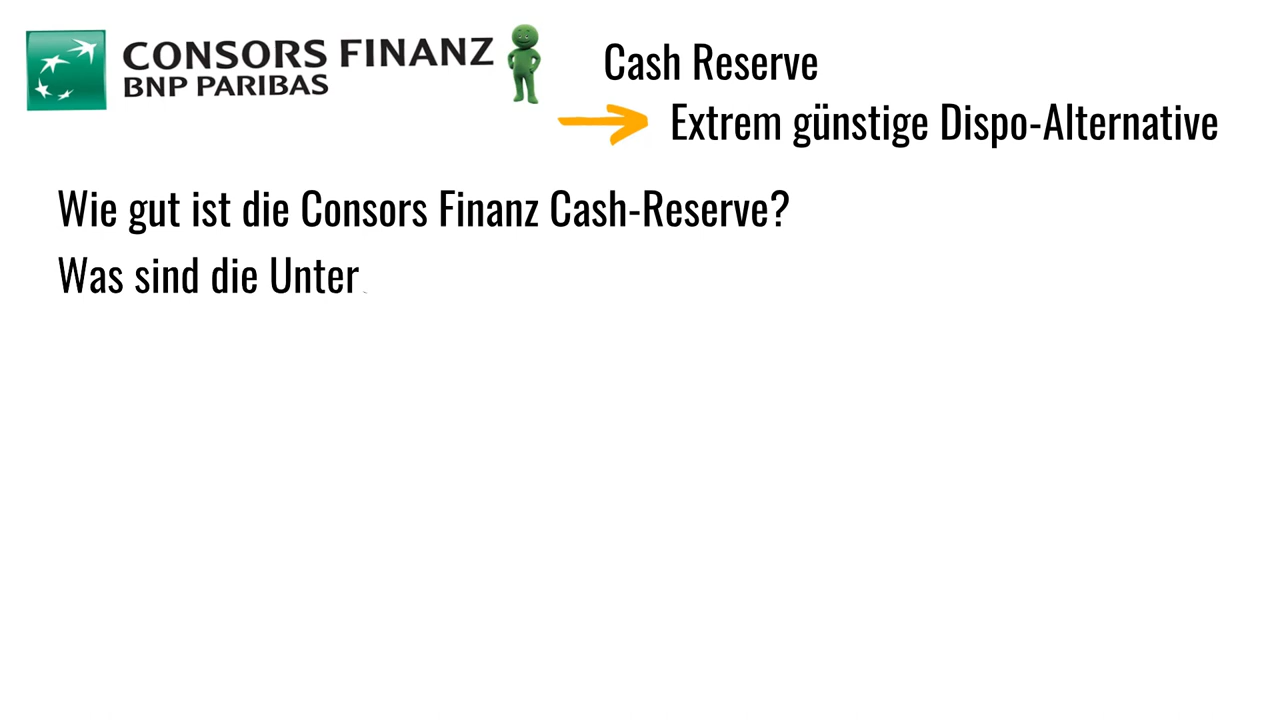 CONSORS FINANZ
BNP PARIBAS
Cash Reserve
Extrem günstige Dispo-Alternative
Wie gut ist die Consors Finanz Cash-Reserve?
Was sind die Unter